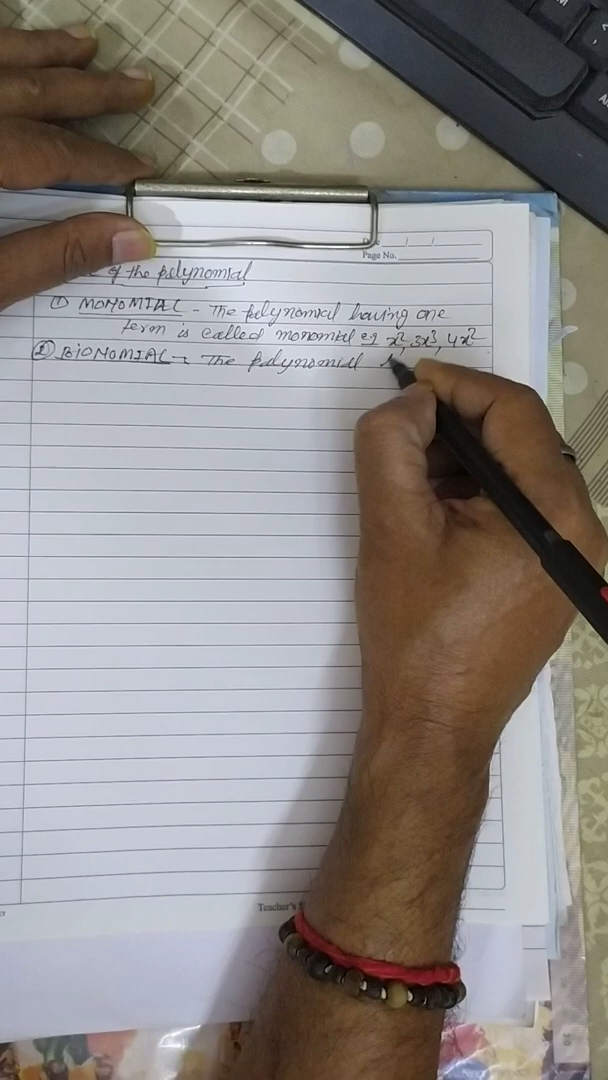 Page No.
of the polynomial
① MONOMIAL - The polynomial having one
term is called monomial eg x², 3x³, 4x²
② BIONOMIAL - The polynomial
Teacher's